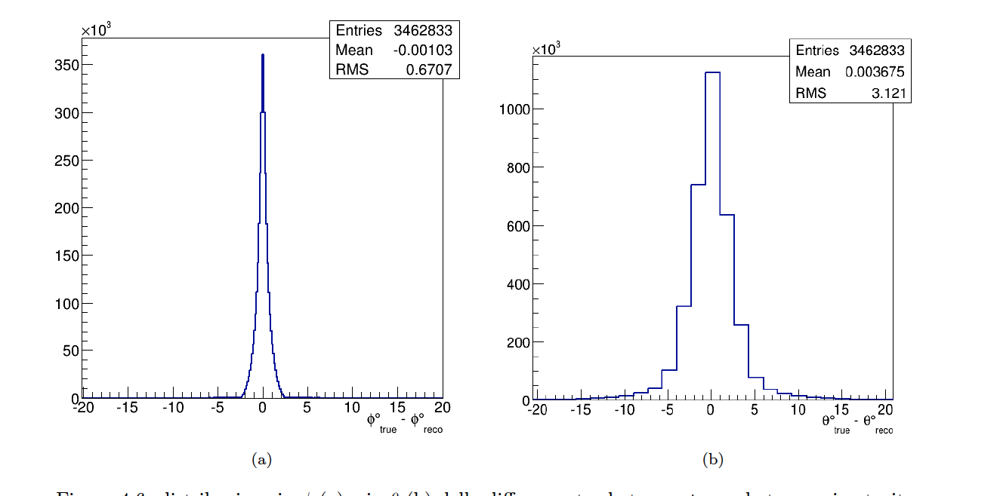 ×10³
Entries 3462833
Mean -0.00103
RMS 0.6707
350
300
250
200
150
100
50
0
-20 -15 -10 -5 0 5 10 15 20
ϕ°true - ϕ°reco
(a)
×10³
Entries 3462833
Mean 0.003675
RMS 3.121
1000
800
600
400
200
0
-20 -15 -10 -5 0 5 10 15 20
θ°true - θ°reco
(b)